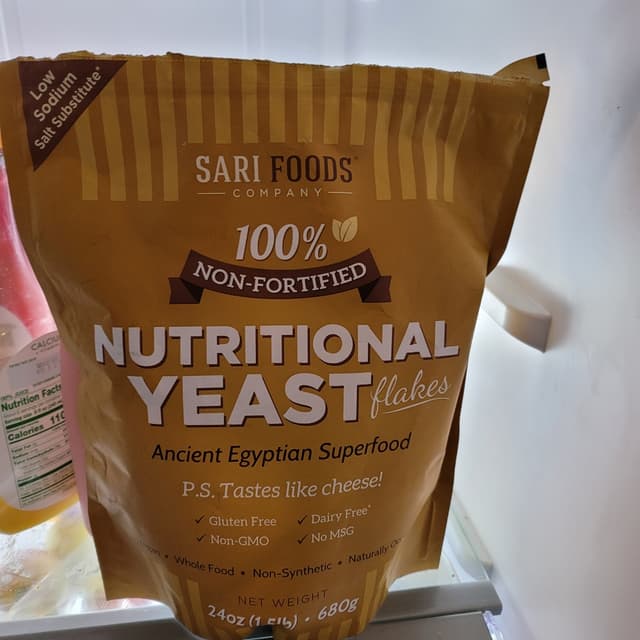 Low
Sodium
Salt Substitute*
SARI FOODS
COMPANY
100%
NON-FORTIFIED
NUTRITIONAL
YEAST flakes
Ancient Egyptian Superfood
P.S. Tastes like cheese!
✓ Gluten Free ✓ Dairy Free*
✓ Non-GMO ✓ No MSG
• Whole Food • Non-Synthetic • Naturally
NET WEIGHT
24oz (1.5lb) • 680g
Nutrition Facts
Calories 110